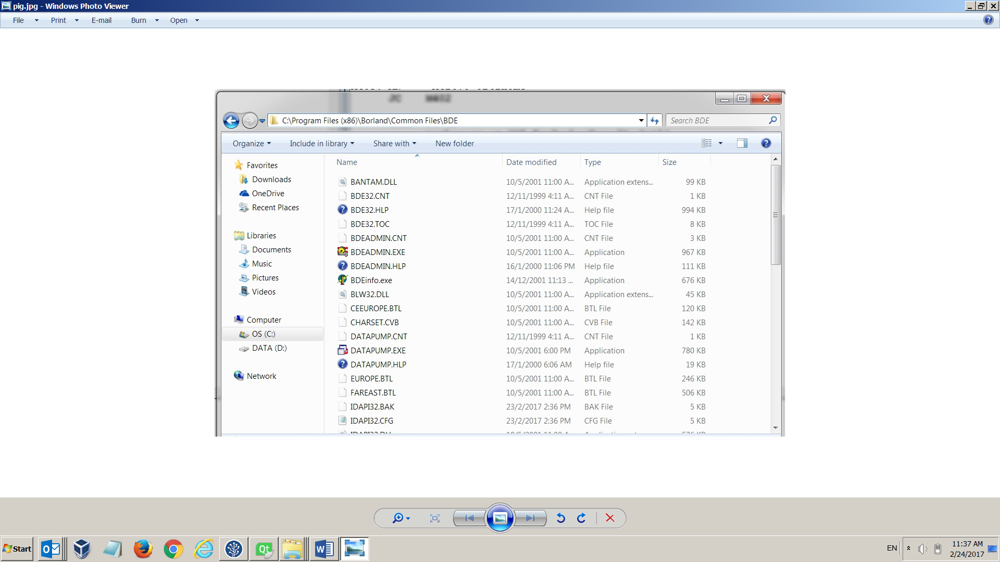 pig.jpg - Windows Photo Viewer
File Print E-mail Burn Open
JC M602
C:\Program Files (x86)\Borland\Common Files\BDE Search BDE
Organize Include in library Share with New folder
Favorites
Downloads
OneDrive
Recent Places
Libraries
Documents
Music
Pictures
Videos
Computer
OS (C:)
DATA (D:)
Network
Name Date modified Type Size
BANTAM.DLL 10/5/2001 11:00 A... Application extens... 99 KB
BDE32.CNT 12/11/1999 4:11 A... CNT File 1 KB
BDE32.HLP 17/1/2000 11:24 A... Help file 994 KB
BDE32.TOC 12/11/1999 4:11 A... TOC File 8 KB
BDEADMIN.CNT 10/5/2001 11:00 A... CNT File 3 KB
BDEADMIN.EXE 10/5/2001 11:00 A... Application 967 KB
BDEADMIN.HLP 16/1/2000 11:06 PM Help file 111 KB
BDEinfo.exe 14/12/2001 11:13 ... Application 676 KB
BLW32.DLL 10/5/2001 11:00 A... Application extens... 45 KB
CEEUROPE.BTL 10/5/2001 11:00 A... BTL File 120 KB
CHARSET.CVB 10/5/2001 11:00 A... CVB File 142 KB
DATAPUMP.CNT 12/11/1999 4:11 A... CNT File 1 KB
DATAPUMP.EXE 10/5/2001 6:00 PM Application 780 KB
DATAPUMP.HLP 17/1/2000 6:06 AM Help file 19 KB
EUROPE.BTL 10/5/2001 11:00 A... BTL File 246 KB
FAREAST.BTL 10/5/2001 11:00 A... BTL File 506 KB
IDAPI32.BAK 23/2/2017 2:36 PM BAK File 5 KB
IDAPI32.CFG 23/2/2017 2:36 PM CFG File 5 KB
Start
Qt
EN
11:37 AM
2/24/2017